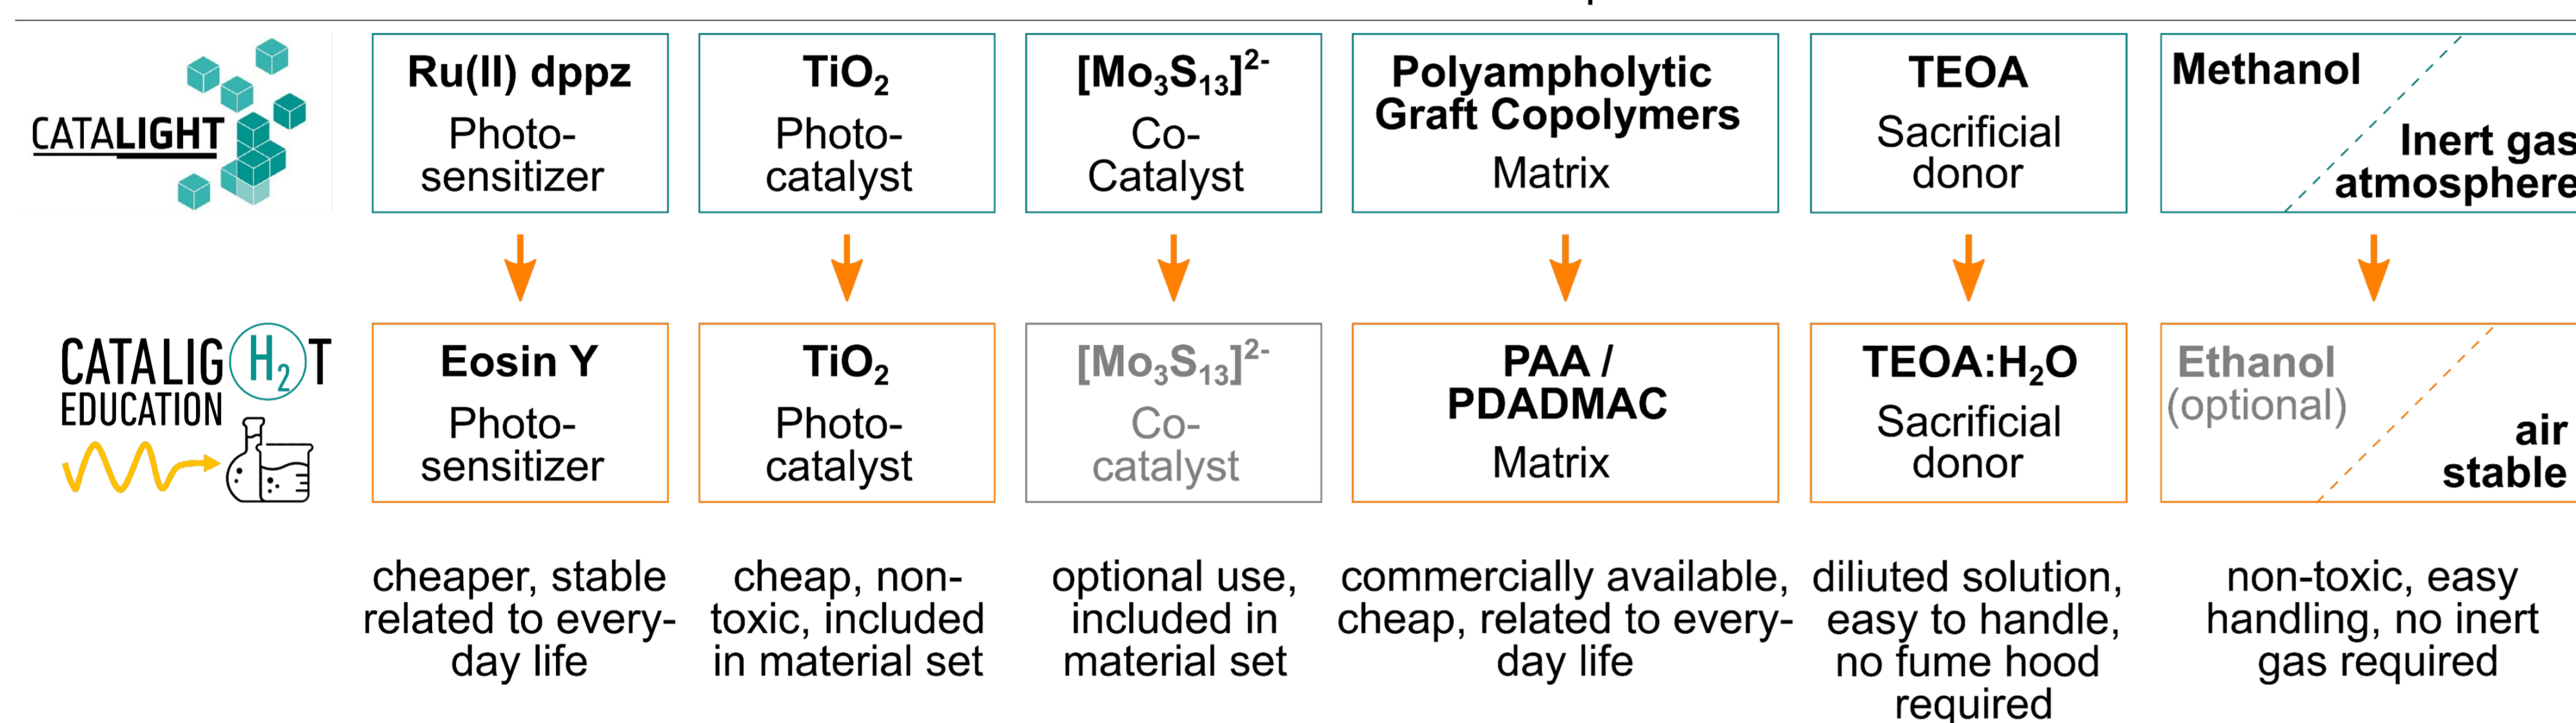 CATALIGHT
Ru(II) dppz
Photo-
sensitizer
TiO₂
Photo-
catalyst
[Mo₃S₁₃]²⁻
Co-
Catalyst
Polyampholytic
Graft Copolymers
Matrix
TEOA
Sacrificial
donor
Methanol
Inert gas
atmosphere
CATALIGH₂T
EDUCATION
Eosin Y
Photo-
sensitizer
TiO₂
Photo-
catalyst
[Mo₃S₁₃]²⁻
Co-
catalyst
PAA /
PDADMAC
Matrix
TEOA:H₂O
Sacrificial
donor
Ethanol
(optional)
air
stable
cheaper, stable
related to every-
day life
cheap, non-
toxic, included
in material set
optional use,
included in
material set
commercially available,
cheap, related to every-
day life
diliuted solution,
easy to handle,
no fume hood
required
non-toxic, easy
handling, no inert
gas required